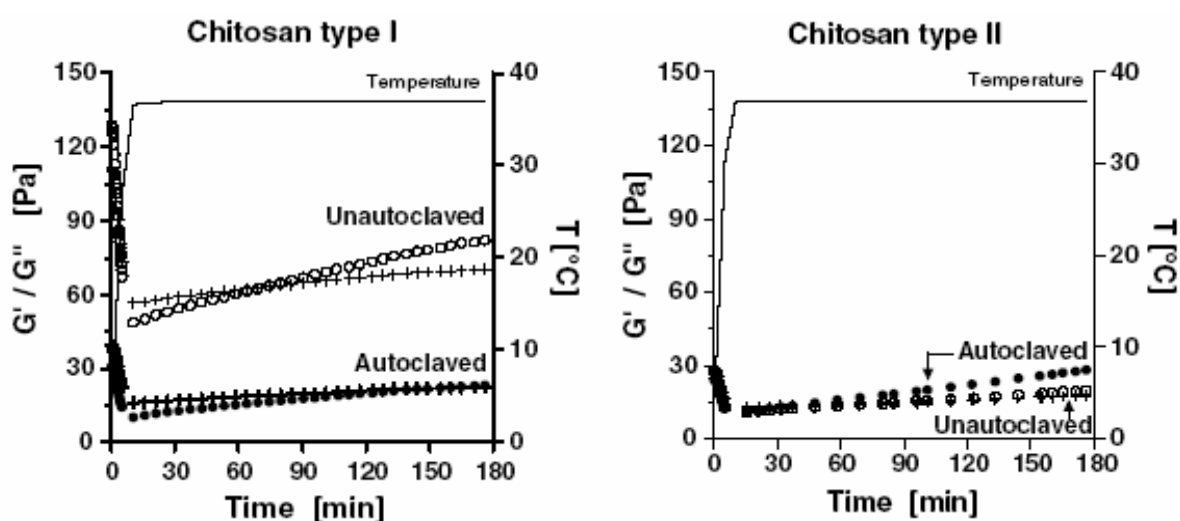 Chitosan type I
150
120
90
60
30
0
G' / G'' [Pa]
40
30
20
10
0
T [°C]
Temperature
Unautoclaved
Autoclaved
0 30 60 90 120 150 180
Time [min]
Chitosan type II
150
120
90
60
30
0
G' / G'' [Pa]
40
30
20
10
0
T [°C]
Temperature
Autoclaved
Unautoclaved
0 30 60 90 120 150 180
Time [min]